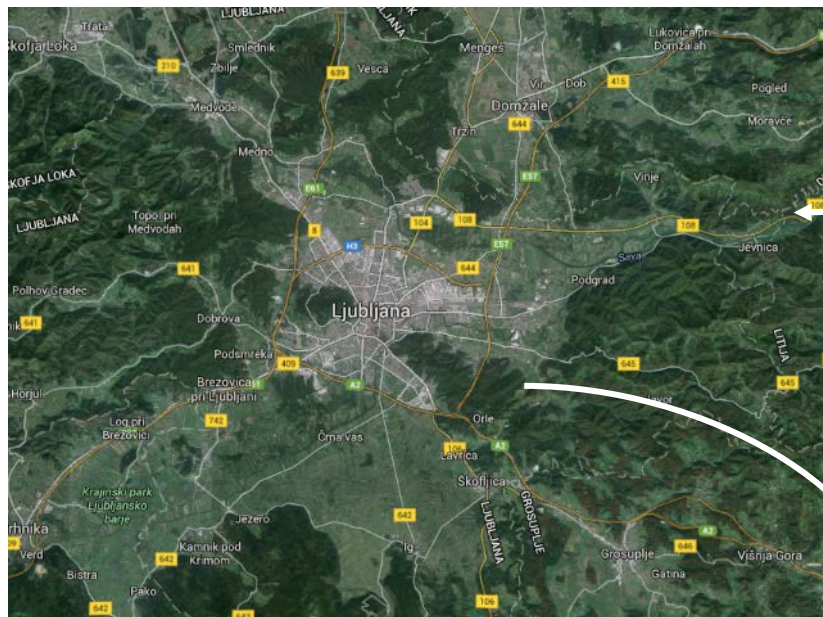 LJUBLJANA
Trata
Škofja Loka
Smlednik
Mengeš
Lukovica pri
Domžalah
210
Zbilje
639
Vesca
Vir
Dob
415
Pogled
Medvode
Domžale
Moravče
644
Trzin
Medno
E57
ŠKOFJA LOKA
E61
Vinje
LJUBLJANA
Topol pri
Medvodah
8
104
108
108
108
H3
E57
Jevnica
641
644
Sava
Podgrad
Polhov Gradec
641
Dobrova
Ljubljana
LITIJA
Podsmreka
409
645
645
Horjul
Brezovica
pri Ljubljani
A2
Log pri
Brezovici
742
Orle
Črna vas
106
A2
Lavrica
Škofljica
Krajinski park
Ljubljansko
barje
LJUBLJANA
GROSUPLJE
642
Jezero
Ig
A2
Verd
Kamnik pod
Krimom
646
Grosuplje
Višnja Gora
Bistra
642
Gatina
Pako
642
106